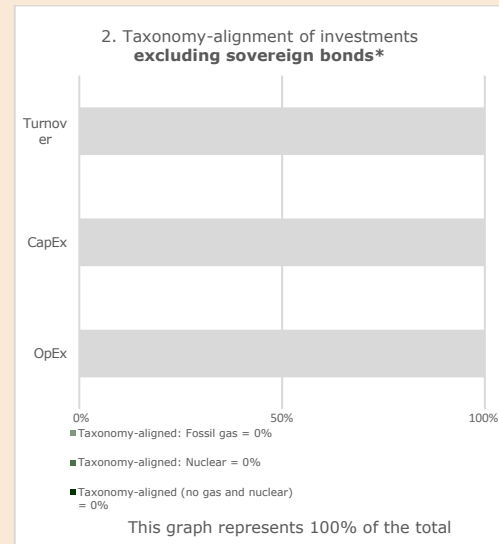 2. Taxonomy-alignment of investments
excluding sovereign bonds*
Turnov
er
CapEx
OpEx
0% 50% 100%
Taxonomy-aligned: Fossil gas = 0%
Taxonomy-aligned: Nuclear = 0%
Taxonomy-aligned (no gas and nuclear)
= 0%
This graph represents 100% of the total